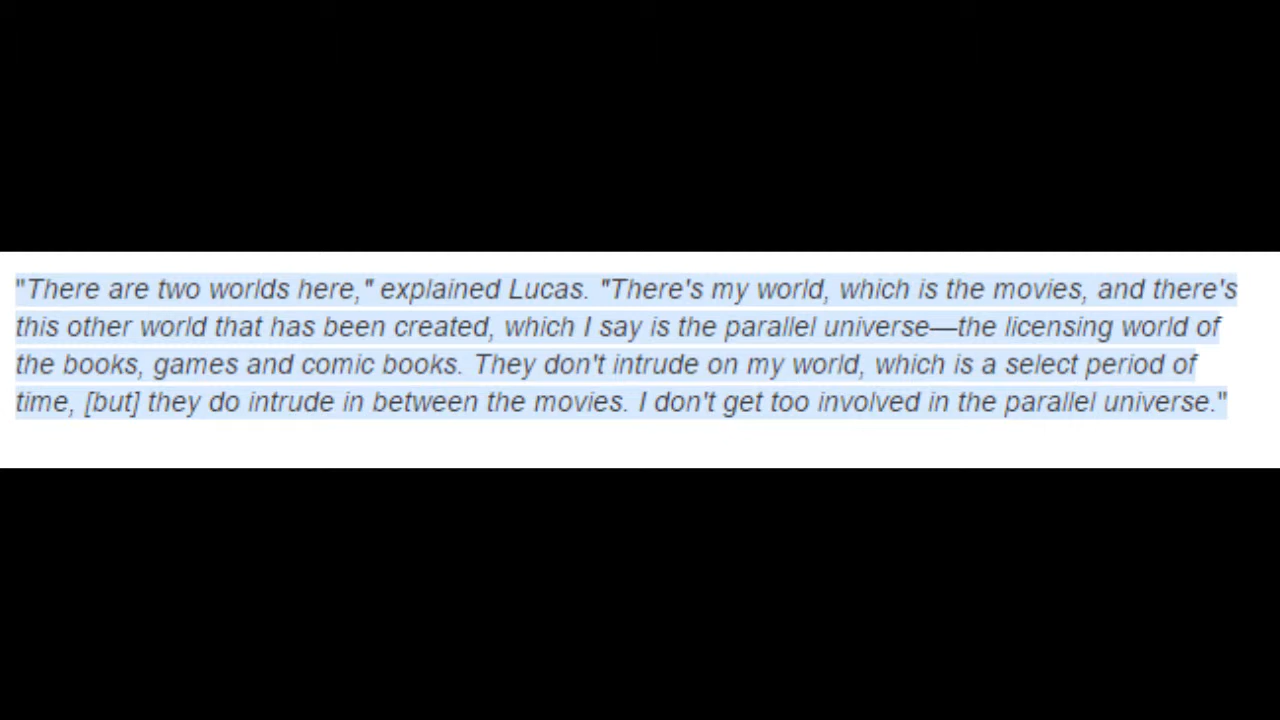 "There are two worlds here," explained Lucas. "There's my world, which is the movies, and there's
this other world that has been created, which I say is the parallel universe—the licensing world of
the books, games and comic books. They don't intrude on my world, which is a select period of
time, [but] they do intrude in between the movies. I don't get too involved in the parallel universe."